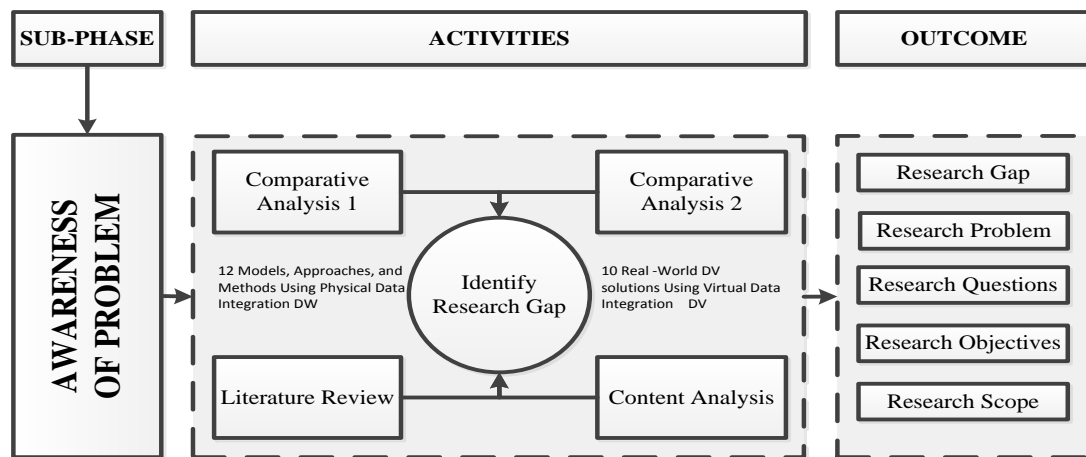 SUB-PHASE
ACTIVITIES
OUTCOME
AWARENESS
OF PROBLEM
Comparative
Analysis 1
Comparative
Analysis 2
12 Models, Approaches, and
Methods Using Physical Data
Integration DW
Identify
Research Gap
10 Real -World DV
solutions Using Virtual Data
Integration DV
Literature Review
Content Analysis
Research Gap
Research Problem
Research Questions
Research Objectives
Research Scope